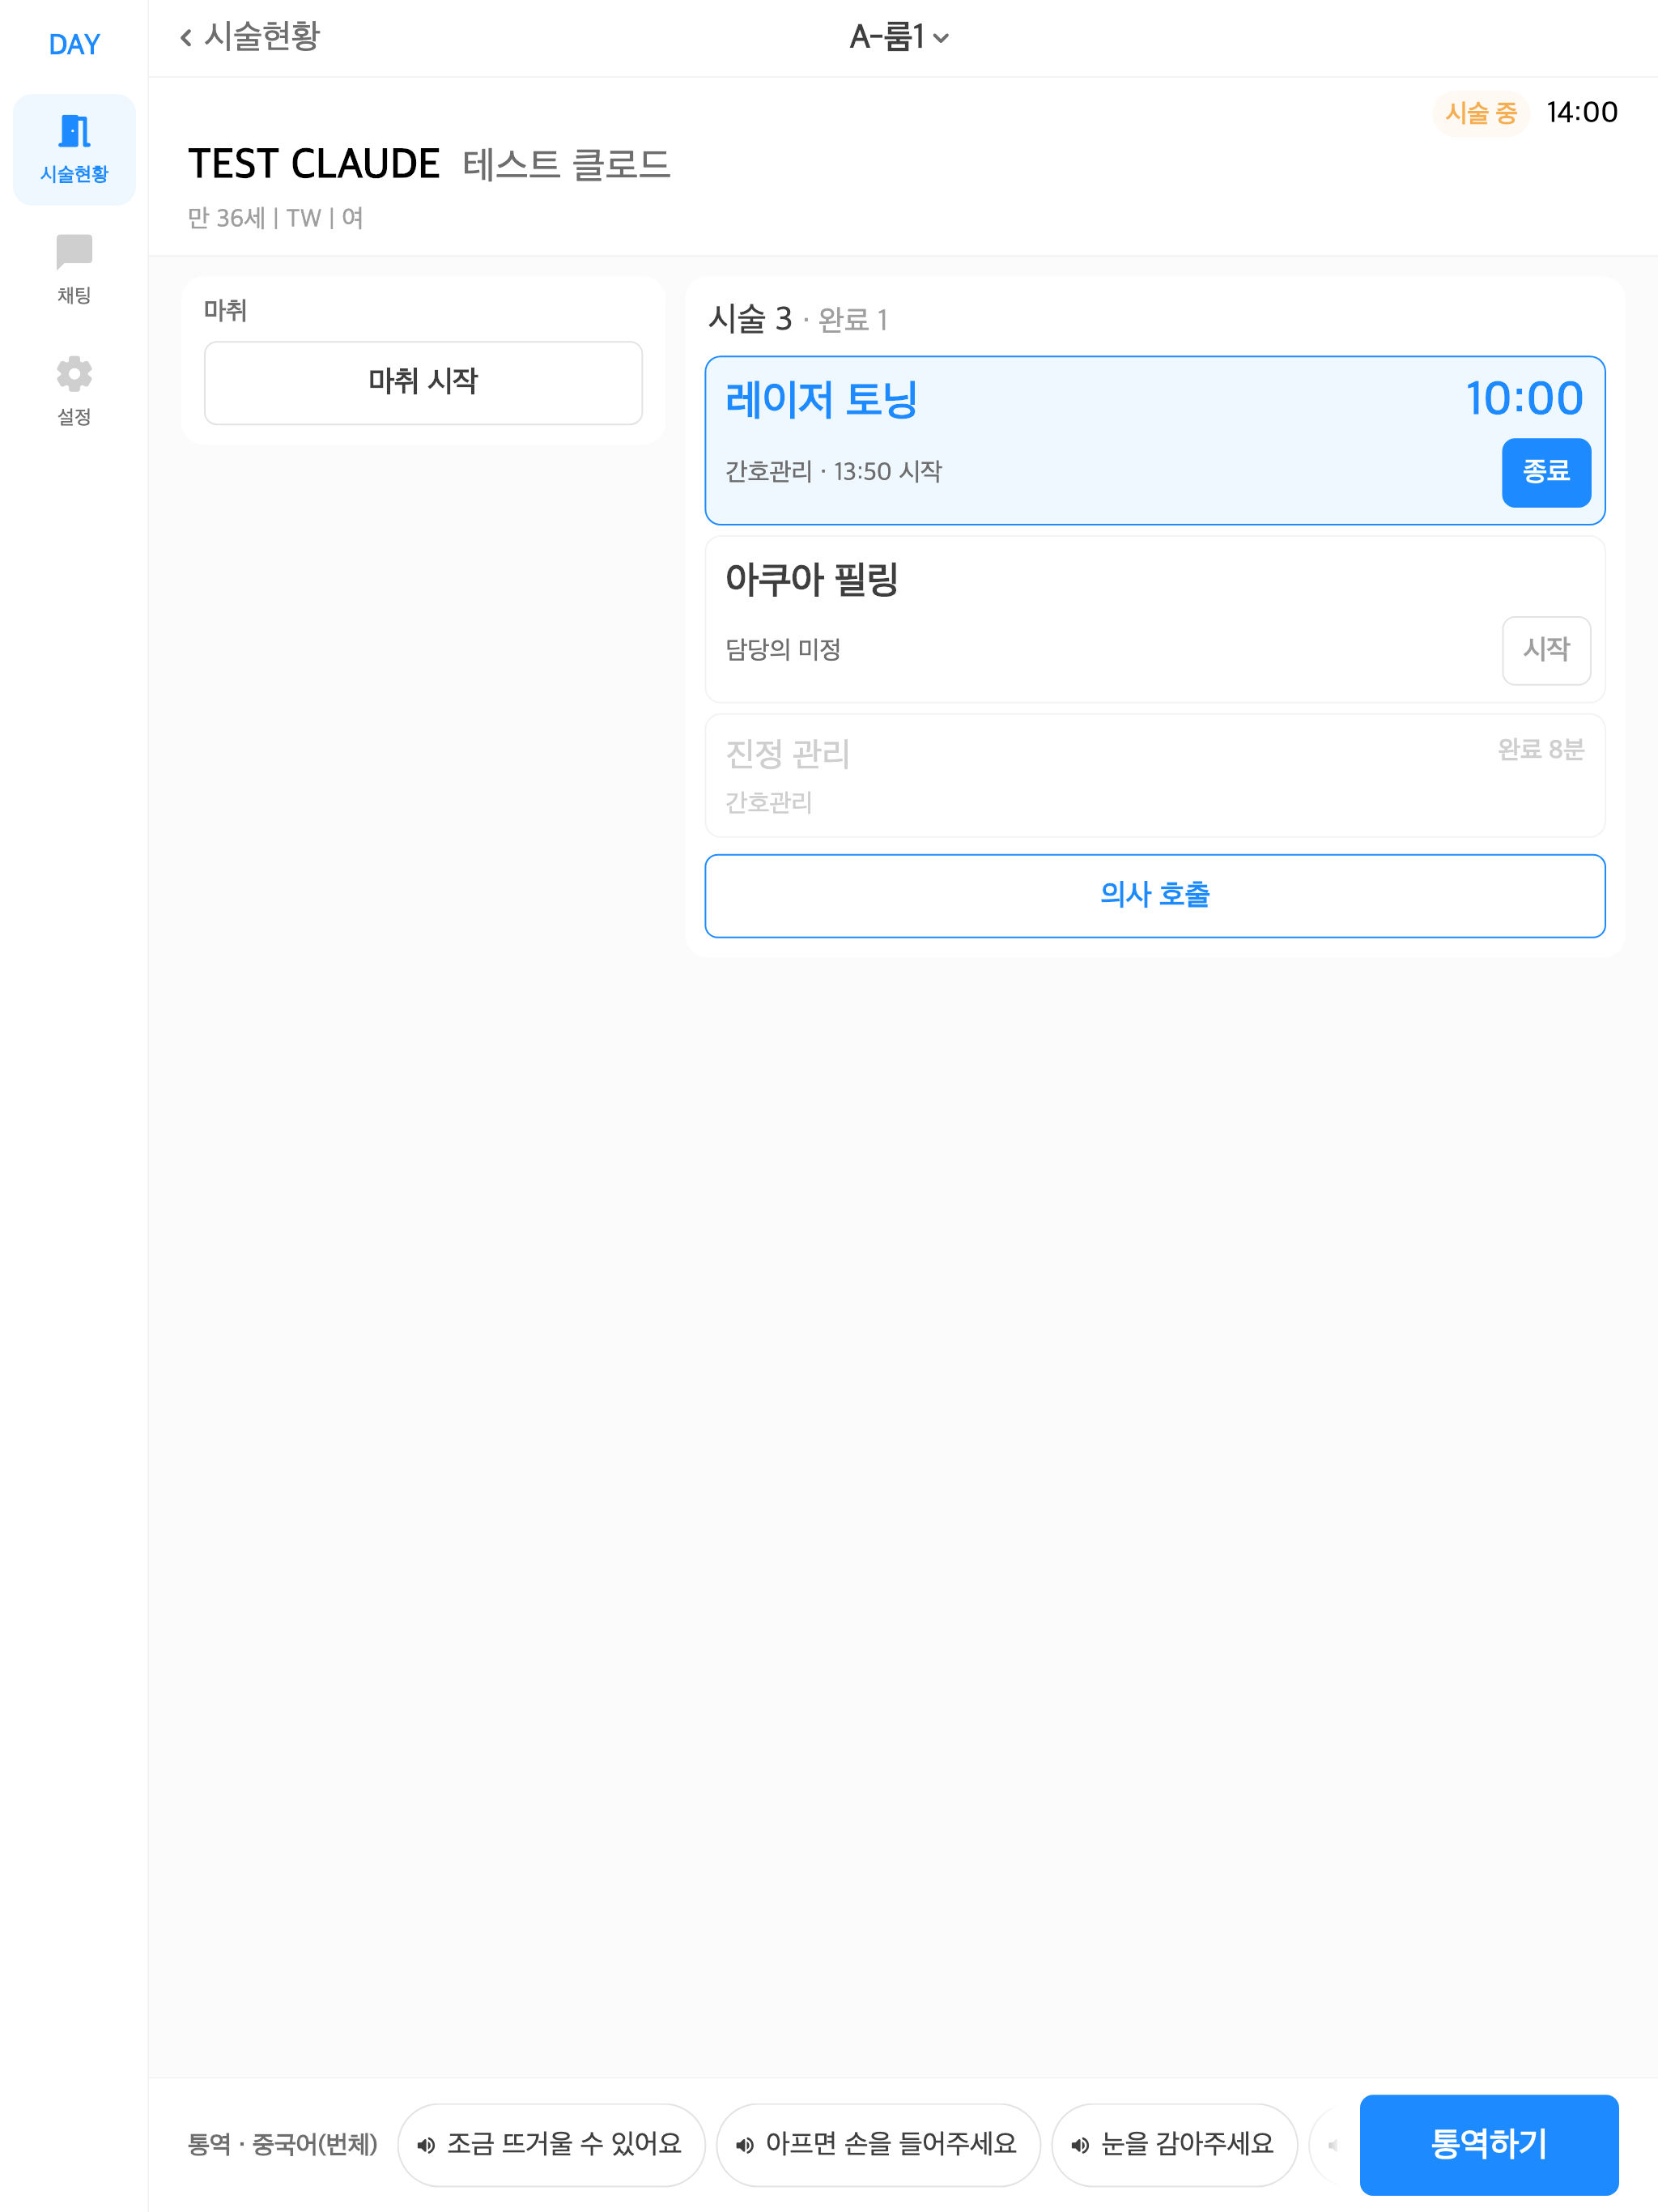 DAY
시술현황
채팅
설정
시술현황
A-룸1
시술 중 14:00
TEST CLAUDE 테스트 클로드
만 36세 | TW | 여
마취
마취 시작
시술 3 · 완료 1
레이저 토닝 10:00
간호관리 · 13:50 시작 종료
아쿠아 필링
담당의 미정 시작
진정 관리 완료 8분
간호관리
의사 호출
통역 · 중국어(번체) 조금 뜨거울 수 있어요 아프면 손을 들어주세요 눈을 감아주세요 통역하기